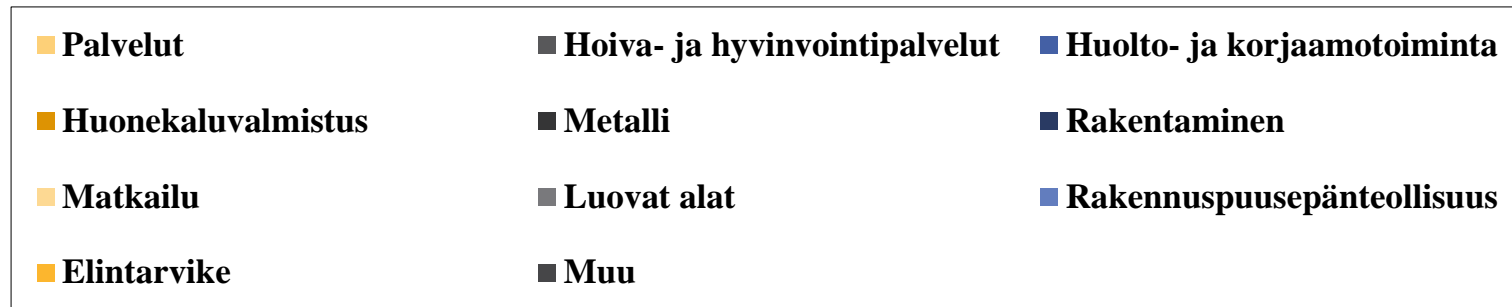 Palvelut Hoiva- ja hyvinvointipalvelut Huolto- ja korjaamotoiminta
Huonekaluvalmistus Metalli Rakentaminen
Matkailu Luovat alat Rakennuspuusepänteollisuus
Elintarvike Muu